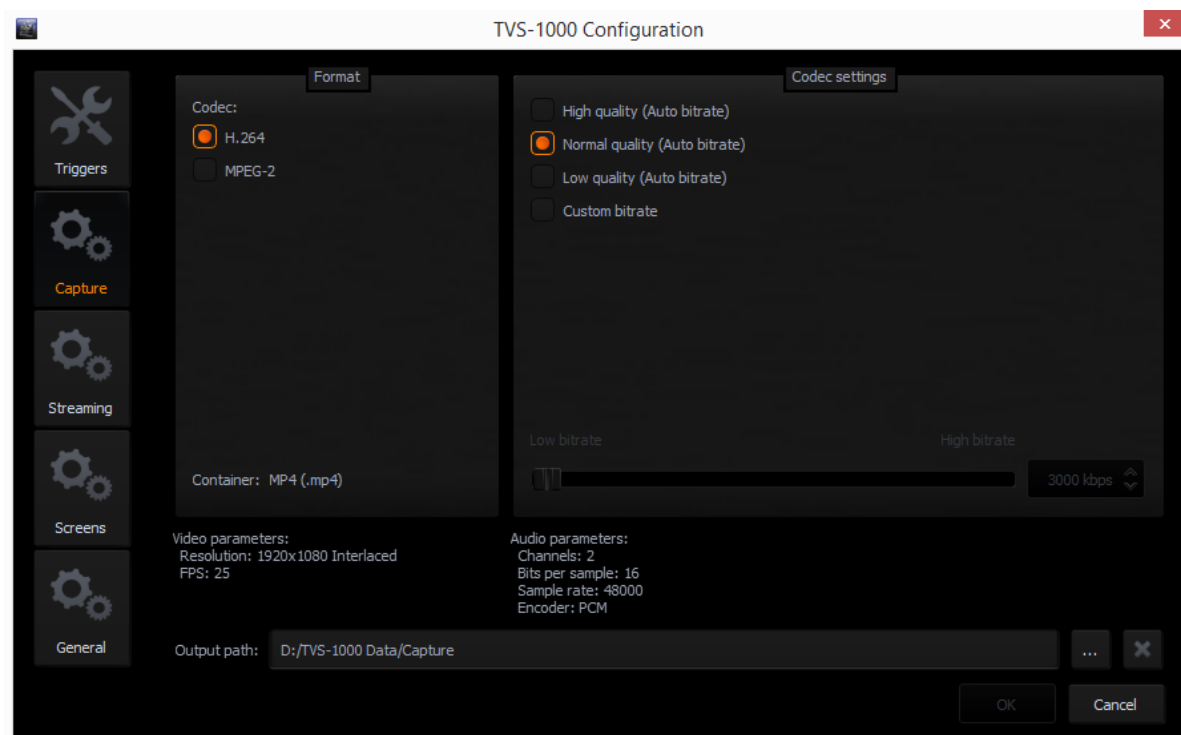 TVS-1000 Configuration
Triggers
Capture
Streaming
Screens
General
Format
Codec:
H.264
MPEG-2
Container: MP4 (.mp4)
Codec settings
High quality (Auto bitrate)
Normal quality (Auto bitrate)
Low quality (Auto bitrate)
Custom bitrate
Low bitrate High bitrate
3000 kbps
Video parameters:
Resolution: 1920x1080 Interlaced
FPS: 25
Audio parameters:
Channels: 2
Bits per sample: 16
Sample rate: 48000
Encoder: PCM
Output path: D:/TVS-1000 Data/Capture ...
OK Cancel